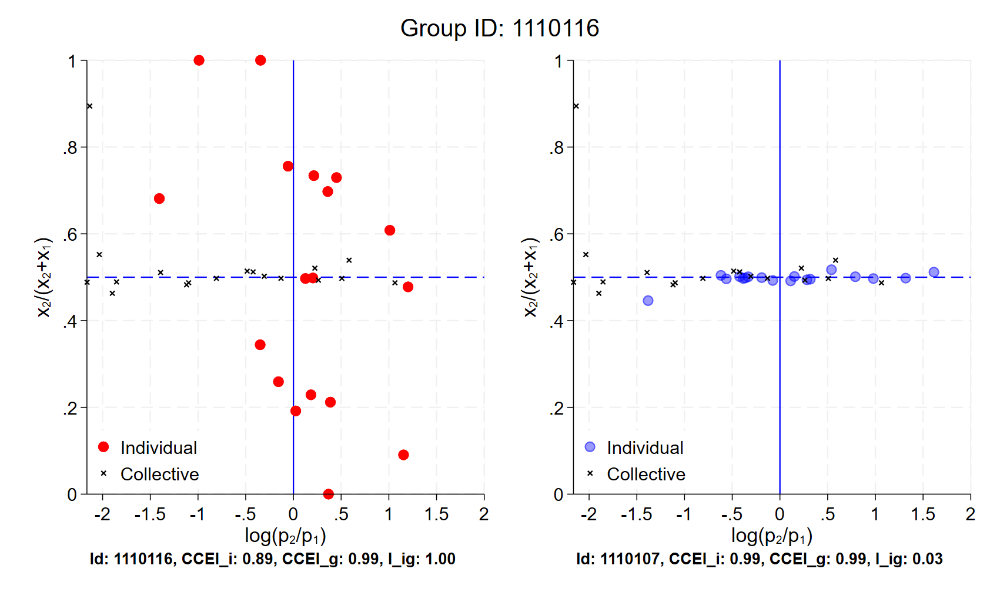 Group ID: 1110116
1
.8
.6
.4
.2
0
x₂/(x₂+x₁)
-2 -1.5 -1 -.5 0 .5 1 1.5 2
log(p₂/p₁)
Individual
Collective
Id: 1110116, CCEI_i: 0.89, CCEI_g: 0.99, I_ig: 1.00
1
.8
.6
.4
.2
0
x₂/(x₂+x₁)
-2 -1.5 -1 -.5 0 .5 1 1.5 2
log(p₂/p₁)
Individual
Collective
Id: 1110107, CCEI_i: 0.99, CCEI_g: 0.99, I_ig: 0.03